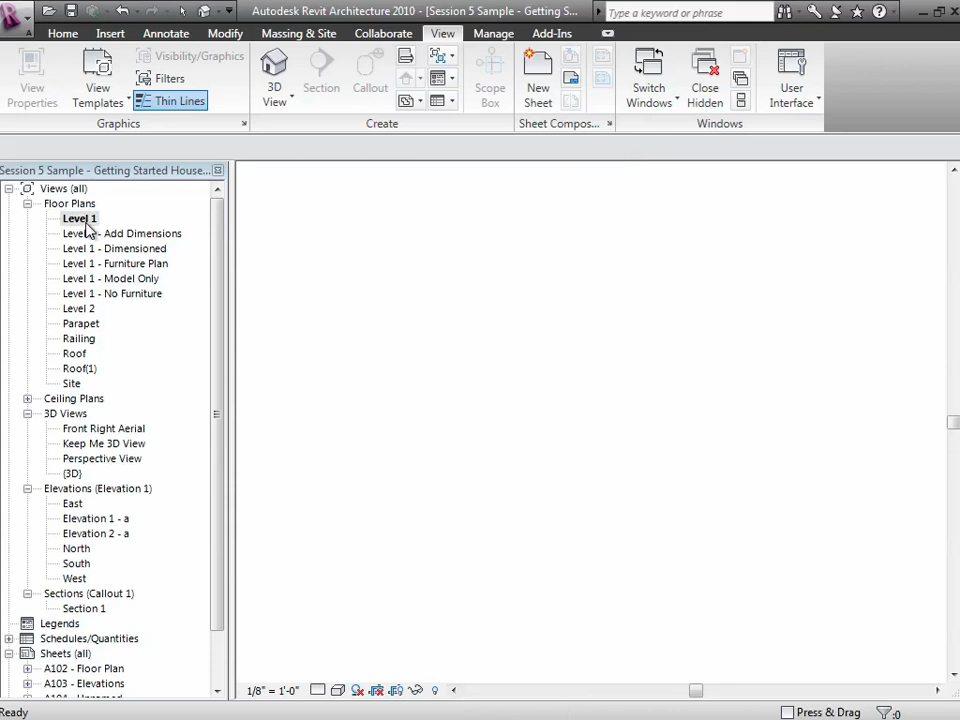 Autodesk Revit Architecture 2010 - [Session 5 Sample - Getting S...
Type a keyword or phrase
Home Insert Annotate Modify Massing & Site Collaborate View Manage Add-Ins
View Properties
View Templates
Visibility/Graphics
Filters
Thin Lines
3D View
Section
Callout
Scope Box
New Sheet
Switch Windows
Close Hidden
User Interface
Graphics Create Sheet Compos... Windows
Session 5 Sample - Getting Started House...
Views (all)
Floor Plans
Level 1
Level - Add Dimensions
Level 1 - Dimensioned
Level 1 - Furniture Plan
Level 1 - Model Only
Level 1 - No Furniture
Level 2
Parapet
Railing
Roof
Roof(1)
Site
Ceiling Plans
3D Views
Front Right Aerial
Keep Me 3D View
Perspective View
{3D}
Elevations (Elevation 1)
East
Elevation 1 - a
Elevation 2 - a
North
South
West
Sections (Callout 1)
Section 1
Legends
Schedules/Quantities
Sheets (all)
A102 - Floor Plan
A103 - Elevations
1/8" = 1'-0"
Ready
Press & Drag
:0